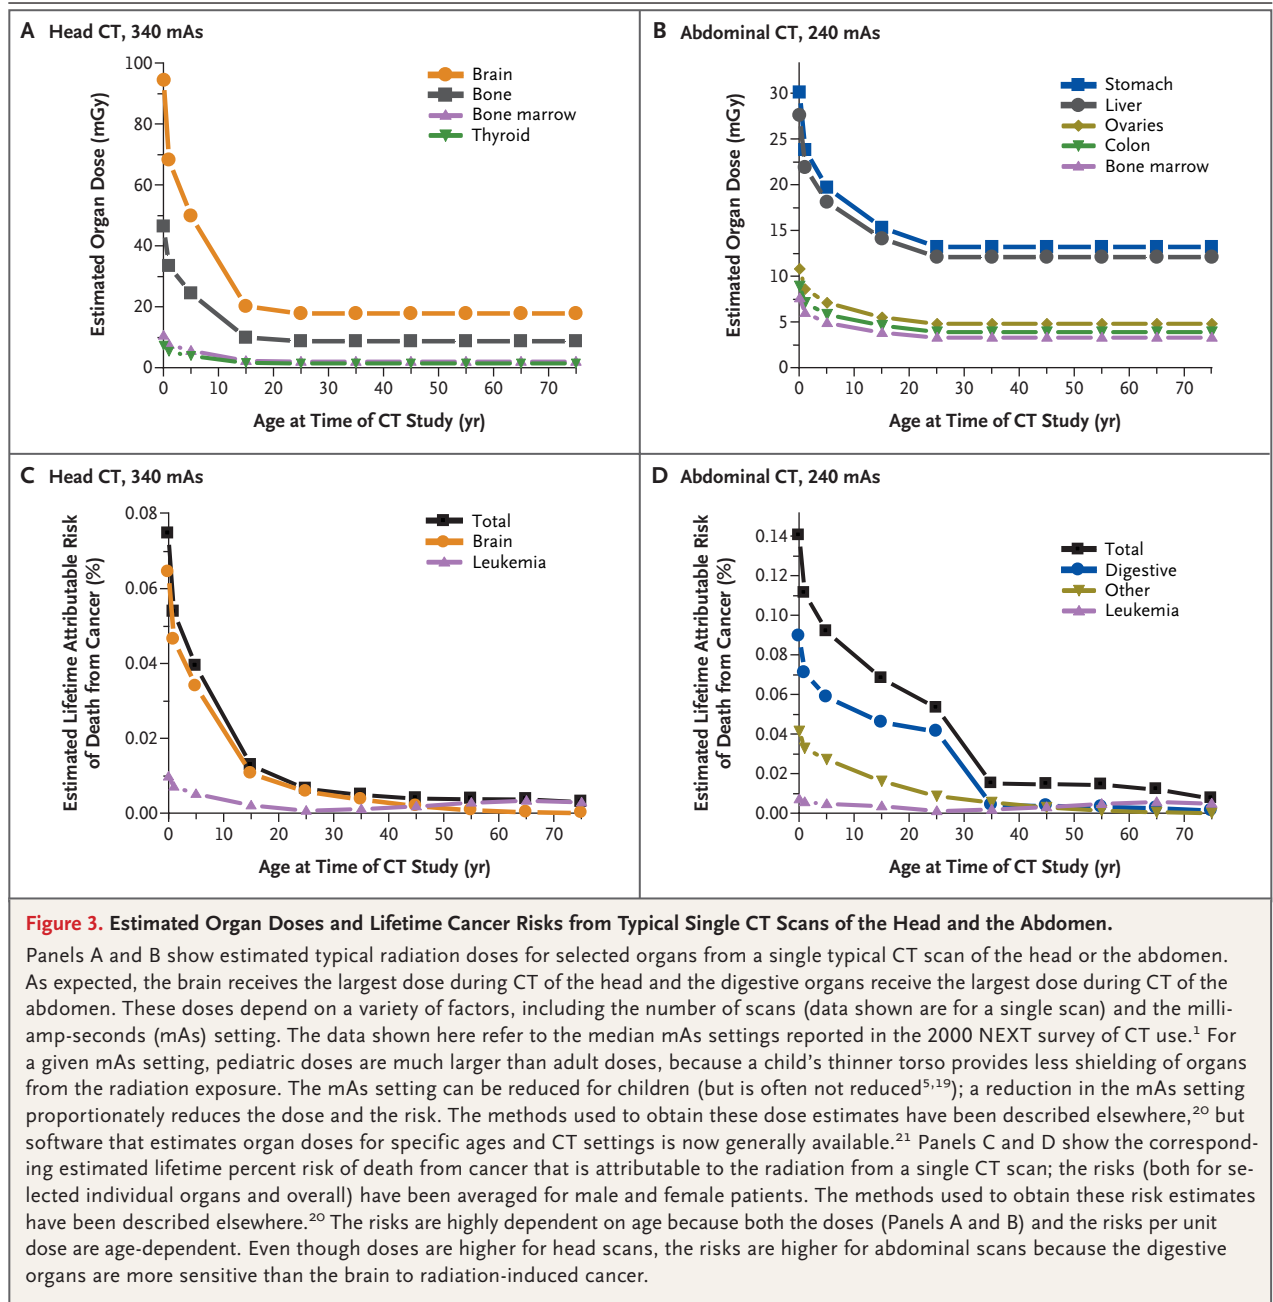 A Head CT, 340 mAs
Estimated Organ Dose (mGy)
100
80
60
40
20
0
Brain
Bone
Bone marrow
Thyroid
0 10 20 30 40 50 60 70
Age at Time of CT Study (yr)
B Abdominal CT, 240 mAs
Estimated Organ Dose (mGy)
30
25
20
15
10
5
0
Stomach
Liver
Ovaries
Colon
Bone marrow
0 10 20 30 40 50 60 70
Age at Time of CT Study (yr)
C Head CT, 340 mAs
Estimated Lifetime Attributable Risk
of Death from Cancer (%)
0.08
0.06
0.04
0.02
0.00
Total
Brain
Leukemia
0 10 20 30 40 50 60 70
Age at Time of CT Study (yr)
D Abdominal CT, 240 mAs
Estimated Lifetime Attributable Risk
of Death from Cancer (%)
0.14
0.12
0.10
0.08
0.06
0.04
0.02
0.00
Total
Digestive
Other
Leukemia
0 10 20 30 40 50 60 70
Age at Time of CT Study (yr)
Figure 3. Estimated Organ Doses and Lifetime Cancer Risks from Typical Single CT Scans of the Head and the Abdomen.
Panels A and B show estimated typical radiation doses for selected organs from a single typical CT scan of the head or the abdomen.
As expected, the brain receives the largest dose during CT of the head and the digestive organs receive the largest dose during CT of the
abdomen. These doses depend on a variety of factors, including the number of scans (data shown are for a single scan) and the milli-
amp-seconds (mAs) setting. The data shown here refer to the median mAs settings reported in the 2000 NEXT survey of CT use.¹ For
a given mAs setting, pediatric doses are much larger than adult doses, because a child's thinner torso provides less shielding of organs
from the radiation exposure. The mAs setting can be reduced for children (but is often not reduced⁵,¹⁹); a reduction in the mAs setting
proportionately reduces the dose and the risk. The methods used to obtain these dose estimates have been described elsewhere,²⁰ but
software that estimates organ doses for specific ages and CT settings is now generally available.²¹ Panels C and D show the correspond-
ing estimated lifetime percent risk of death from cancer that is attributable to the radiation from a single CT scan; the risks (both for se-
lected individual organs and overall) have been averaged for male and female patients. The methods used to obtain these risk estimates
have been described elsewhere.²⁰ The risks are highly dependent on age because both the doses (Panels A and B) and the risks per unit
dose are age-dependent. Even though doses are higher for head scans, the risks are higher for abdominal scans because the digestive
organs are more sensitive than the brain to radiation-induced cancer.